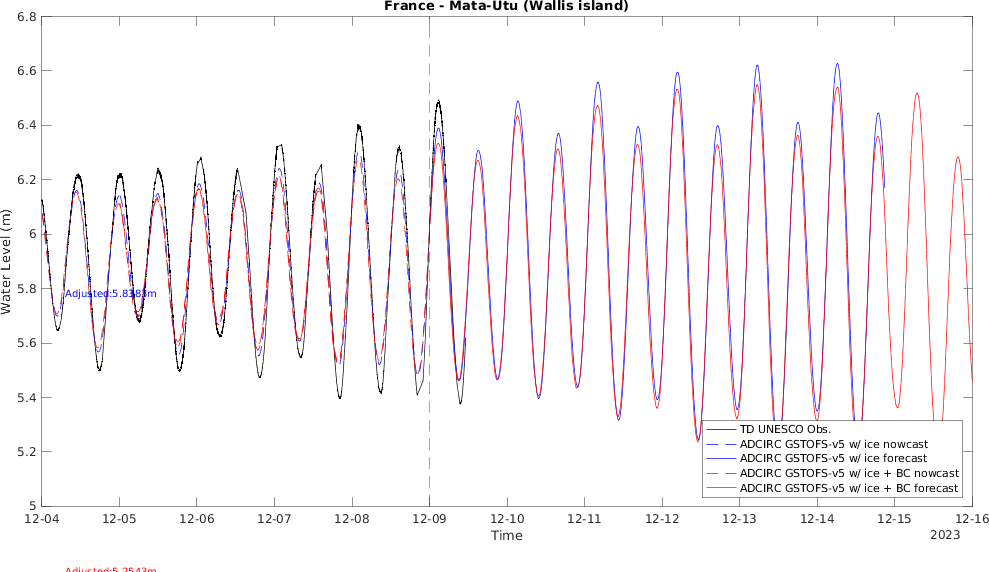 France - Mata-Utu (Wallis island)
6.8
6.6
6.4
6.2
6
5.8
5.6
5.4
5.2
5
Water Level (m)
Adjusted:5.8383m
TD UNESCO Obs.
ADCIRC GSTOFS-v5 w/ ice nowcast
ADCIRC GSTOFS-v5 w/ ice forecast
ADCIRC GSTOFS-v5 w/ ice + BC nowcast
ADCIRC GSTOFS-v5 w/ ice + BC forecast
12-04 12-05 12-06 12-07 12-08 12-09 12-10 12-11 12-12 12-13 12-14 12-15 12-16
Time
2023
Adjusted:5.2543m